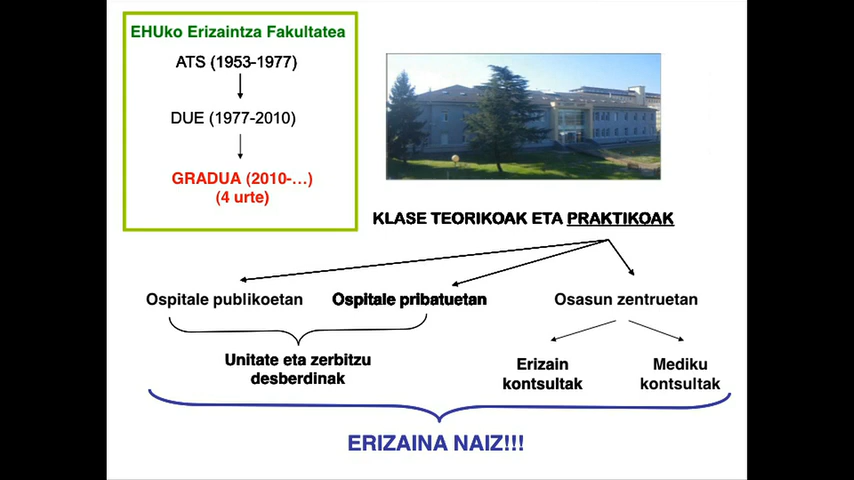 EHUko Erizaintza Fakultatea
ATS (1953-1977)
DUE (1977-2010)
GRADUA (2010-...)
(4 urte)
KLASE TEORIKOAK ETA PRAKTIKOAK
Ospitale publikoetan
Ospitale pribatuetan
Osasun zentruetan
Unitate eta zerbitzu
desberdinak
Erizain
kontsultak
Mediku
kontsultak
ERIZAINA NAIZ!!!